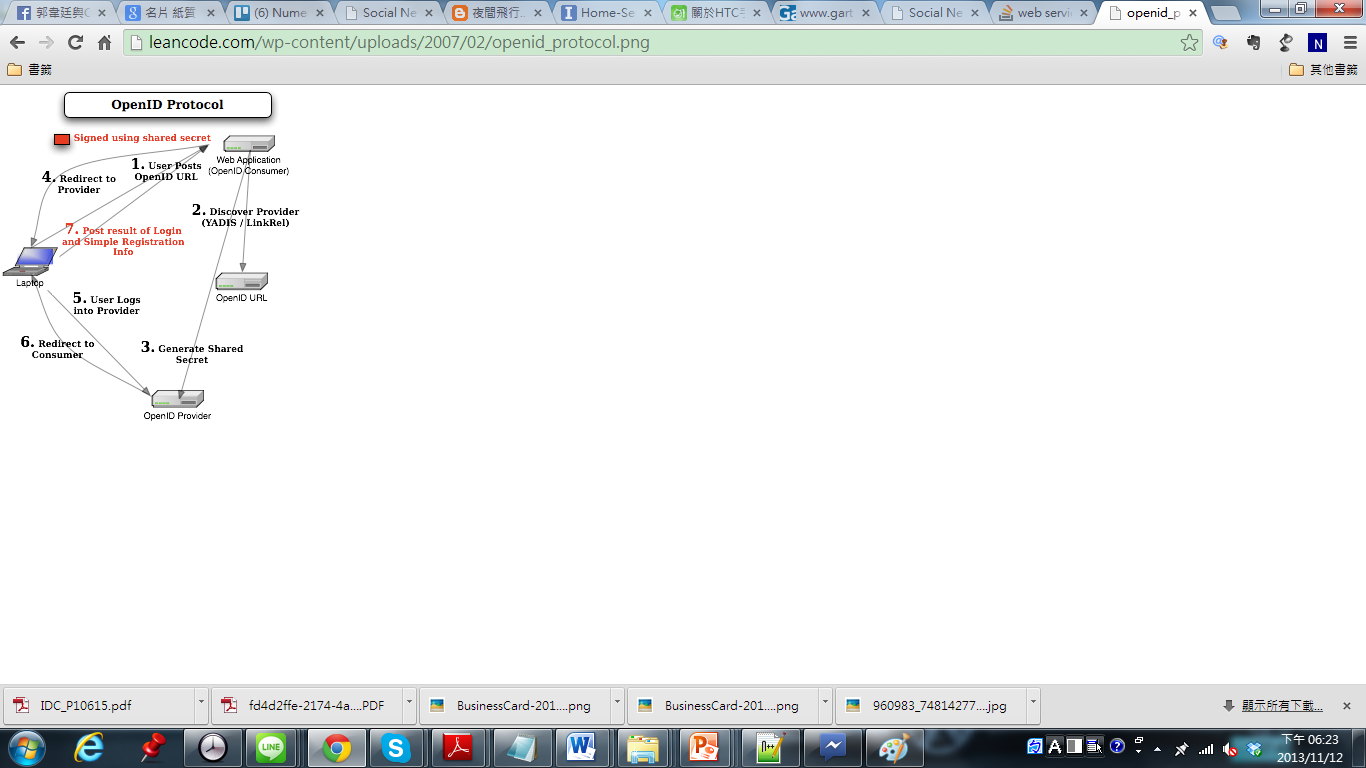 郭韋廷與C
名片 紙質
(6) Nume
Social Ne
夜間飛行..
Home-Se
關於HTC手
www.gart
Social Ne
web servi
openid_p
leancode.com/wp-content/uploads/2007/02/openid_protocol.png
書籤
其他書籤
OpenID Protocol
Signed using shared secret
Web Application
(OpenID Consumer)
1. User Posts
OpenID URL
4. Redirect to
Provider
2. Discover Provider
(YADIS / LinkRel)
7. Post result of Login
and Simple Registration
Info
Laptop
OpenID URL
5. User Logs
into Provider
6. Redirect to
Consumer
3. Generate Shared
Secret
OpenID Provider
IDC_P10615.pdf
fd4d2ffe-2174-4a....PDF
BusinessCard-201....png
BusinessCard-201....png
960983_74814277....jpg
顯示所有下載...
LINE
下午 06:23
2013/11/12